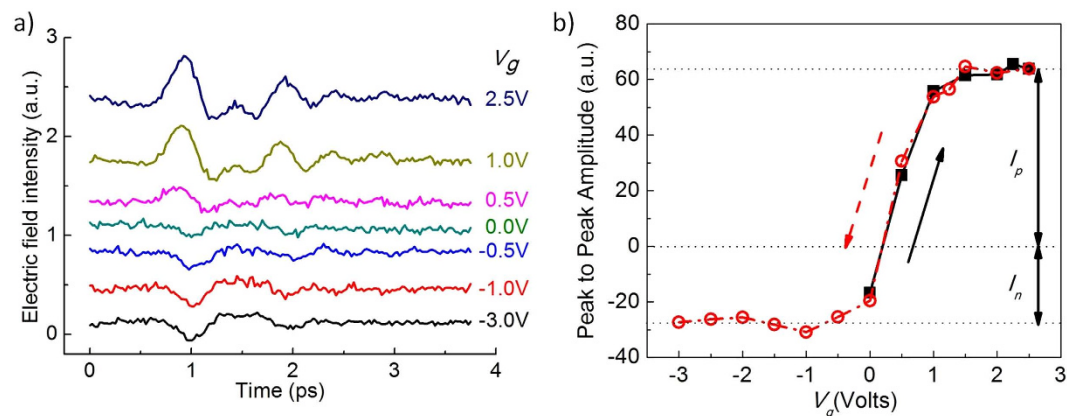 a)
Electric field intensity (a.u.)
3
2
1
0
V_g
2.5V
1.0V
0.5V
0.0V
-0.5V
-1.0V
-3.0V
0 1 2 3 4
Time (ps)
b)
Peak to Peak Amplitude (a.u.)
80
60
40
20
0
-20
-40
I_p
I_n
-3 -2 -1 0 1 2 3
V_g(Volts)